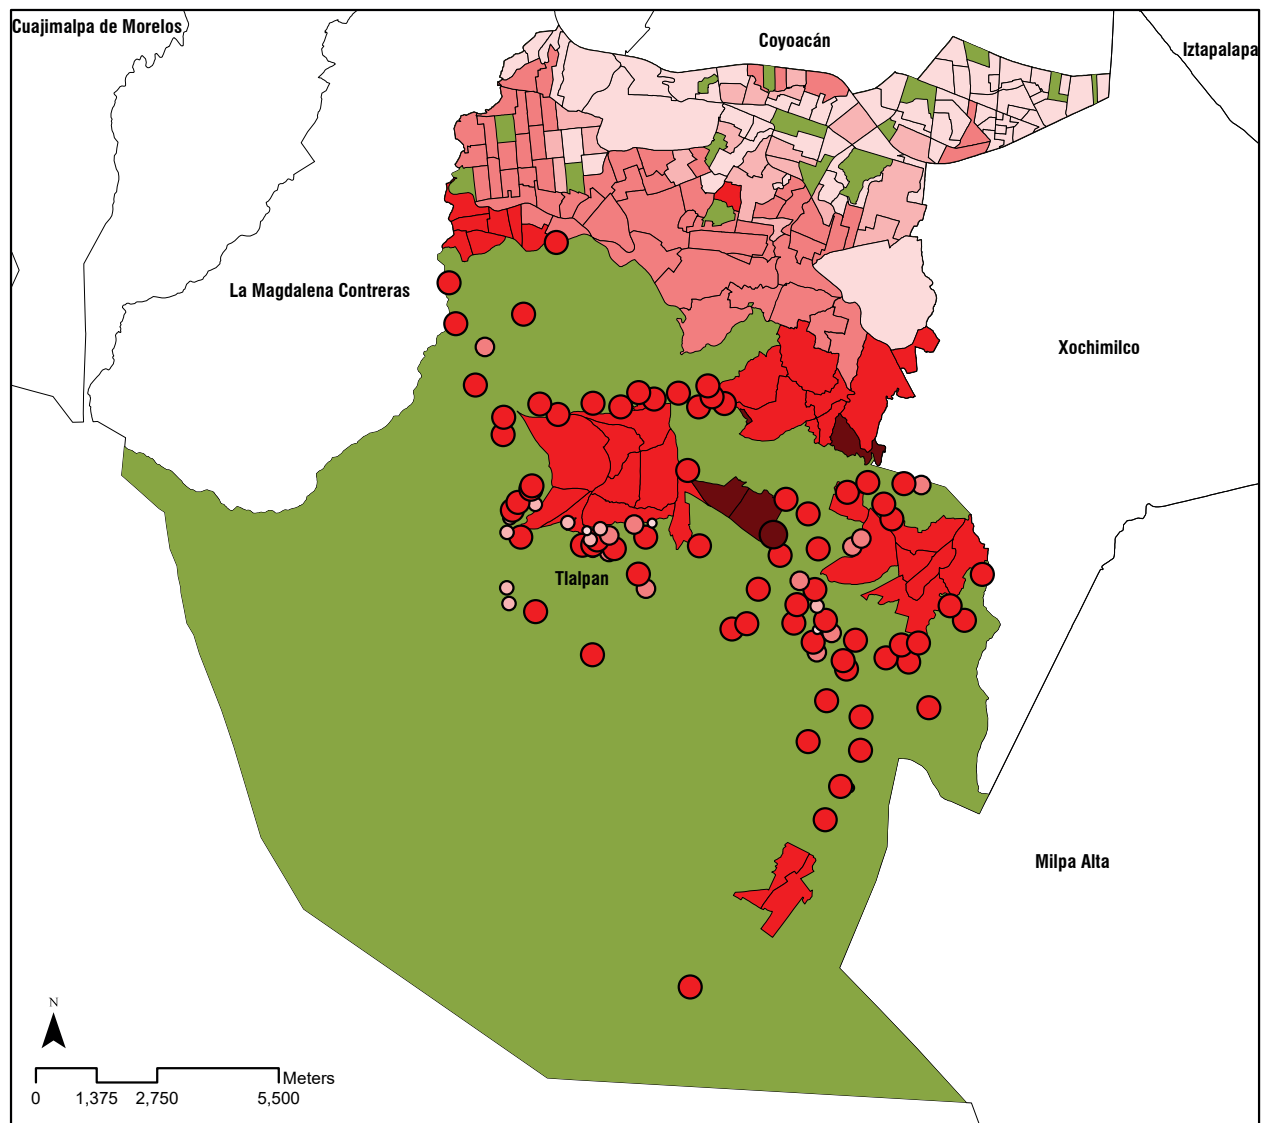 Cuajimalpa de Morelos
Coyoacán
Iztapalapa
La Magdalena Contreras
Xochimilco
Tlalpan
Milpa Alta
N
Meters
0 1,375 2,750 5,500